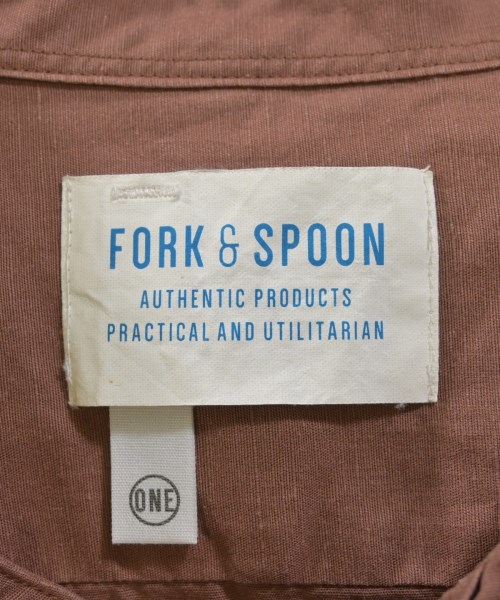 FORK & SPOON
AUTHENTIC PRODUCTS
PRACTICAL AND UTILITARIAN
ONE